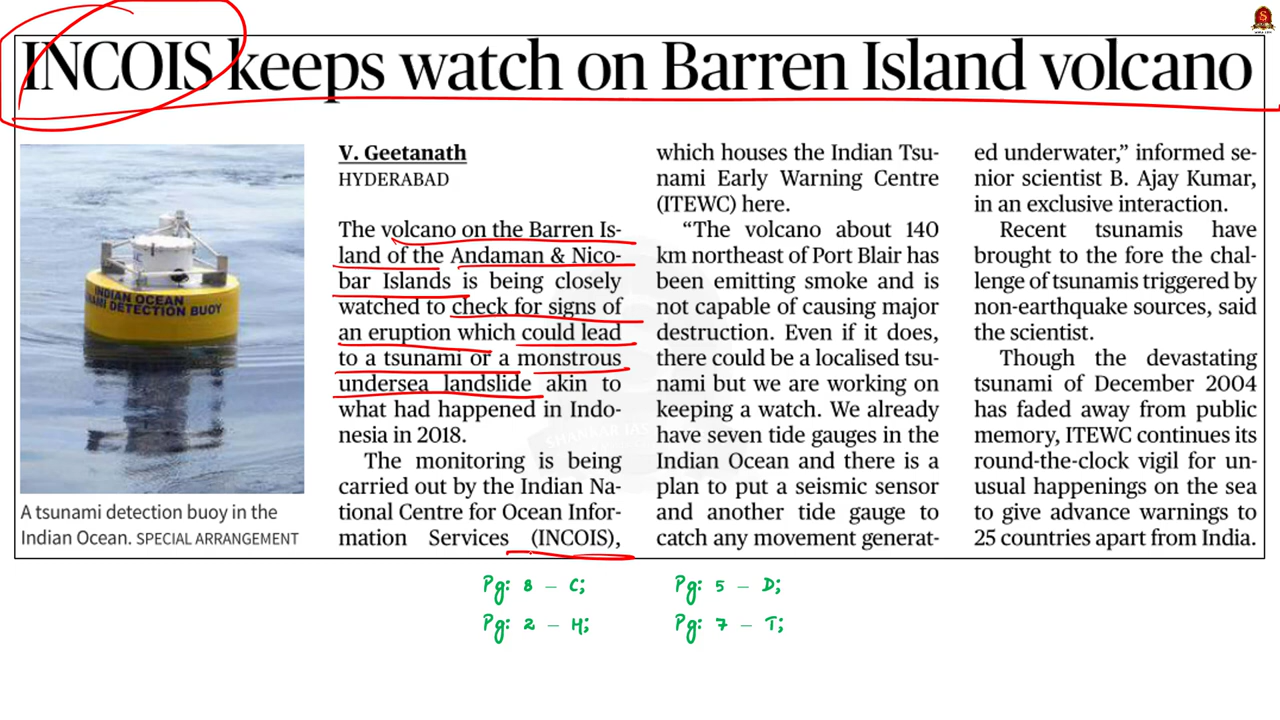 INCOIS keeps watch on Barren Island volcano
INDIAN OCEAN
TSUNAMI DETECTION BUOY
A tsunami detection buoy in the
Indian Ocean. SPECIAL ARRANGEMENT
V. Geetanath
HYDERABAD
The volcano on the Barren Is-
land of the Andaman & Nico-
bar Islands is being closely
watched to check for signs of
an eruption which could lead
to a tsunami or a monstrous
undersea landslide akin to
what had happened in Indo-
nesia in 2018.
The monitoring is being
carried out by the Indian Na-
tional Centre for Ocean Infor-
mation Services (INCOIS),
which houses the Indian Tsu-
nami Early Warning Centre
(ITEWC) here.
“The volcano about 140
km northeast of Port Blair has
been emitting smoke and is
not capable of causing major
destruction. Even if it does,
there could be a localised tsu-
nami but we are working on
keeping a watch. We already
have seven tide gauges in the
Indian Ocean and there is a
plan to put a seismic sensor
and another tide gauge to
catch any movement generat-
ed underwater,” informed se-
nior scientist B. Ajay Kumar,
in an exclusive interaction.
Recent tsunamis have
brought to the fore the chal-
lenge of tsunamis triggered by
non-earthquake sources, said
the scientist.
Though the devastating
tsunami of December 2004
has faded away from public
memory, ITEWC continues its
round-the-clock vigil for un-
usual happenings on the sea
to give advance warnings to
25 countries apart from India.
Pg: 8 – C; Pg: 5 – D;
Pg: 2 – H; Pg: 7 – T;